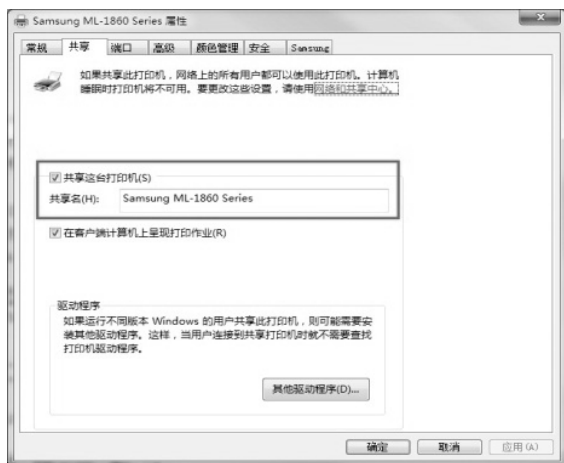 Samsung ML-1860 Series 属性
常规 共享 端口 高级 颜色管理 安全 Samsung
如果共享此打印机，网络上的所有用户都可以使用此打印机。计算机
睡眠时打印机将不可用。要更改这些设置，请使用网络和共享中心。
共享这台打印机(S)
共享名(H): Samsung ML-1860 Series
在客户端计算机上呈现打印作业(R)
驱动程序
如果运行不同版本 Windows 的用户共享此打印机，则可能需要安
装其他驱动程序。这样，当用户连接到共享打印机时就不需要查找
打印机驱动程序。
其他驱动程序(D)...
确定 取消 应用(A)